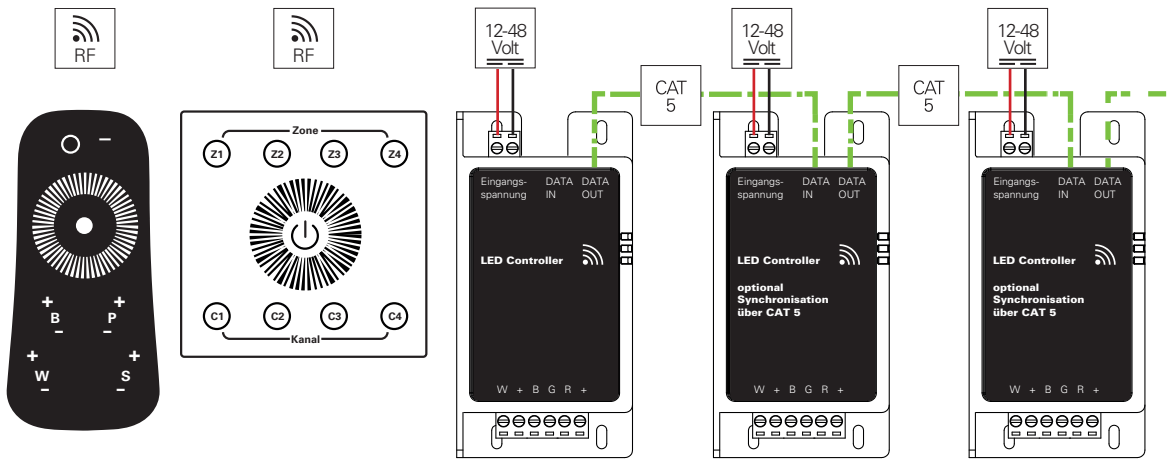 RF
RF
12-48
Volt
CAT
5
12-48
Volt
CAT
5
12-48
Volt
Zone
Z1 Z2 Z3 Z4
C1 C2 C3 C4
Kanal
+ +
B P
− −
+ +
W S
− −
Eingangs- DATA DATA
spannung IN OUT
LED Controller
W + B G R +
Eingangs- DATA DATA
spannung IN OUT
LED Controller
optional
Synchronisation
über CAT 5
W + B G R +
Eingangs- DATA DATA
spannung IN OUT
LED Controller
optional
Synchronisation
über CAT 5
W + B G R +